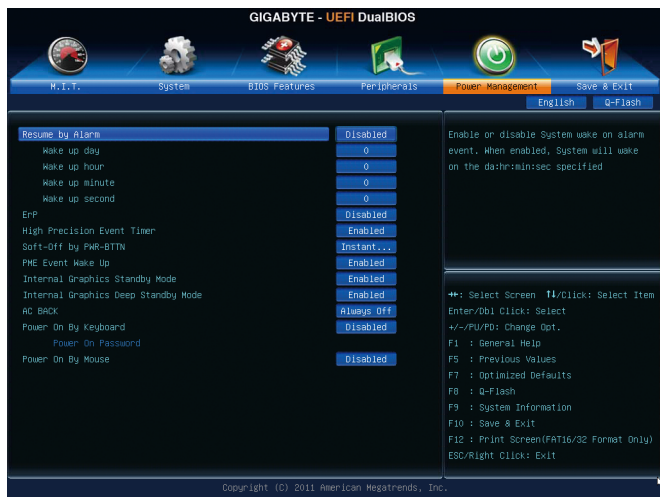 GIGABYTE - UEFI DualBIOS
M.I.T. System BIOS Features Peripherals Power Management Save & Exit
English Q-Flash
Resume by Alarm Disabled
Wake up day 0
Wake up hour 0
Wake up minute 0
Wake up second 0
ErP Disabled
High Precision Event Timer Enabled
Soft-Off by PWR-BTTN Instant...
PME Event Wake Up Enabled
Internal Graphics Standby Mode Enabled
Internal Graphics Deep Standby Mode Enabled
AC BACK Always Off
Power On By Keyboard Disabled
Power On Password
Power On By Mouse Disabled
Enable or disable System wake on alarm
event. When enabled, System will wake
on the da:hr:min:sec specified
→←: Select Screen ↑↓/Click: Select Item
Enter/Dbl Click: Select
+/-/PU/PD: Change Opt.
F1 : General Help
F5 : Previous Values
F7 : Optimized Defaults
F8 : Q-Flash
F9 : System Information
F10 : Save & Exit
F12 : Print Screen(FAT16/32 Format Only)
ESC/Right Click: Exit
Copyright (C) 2011 American Megatrends, Inc.